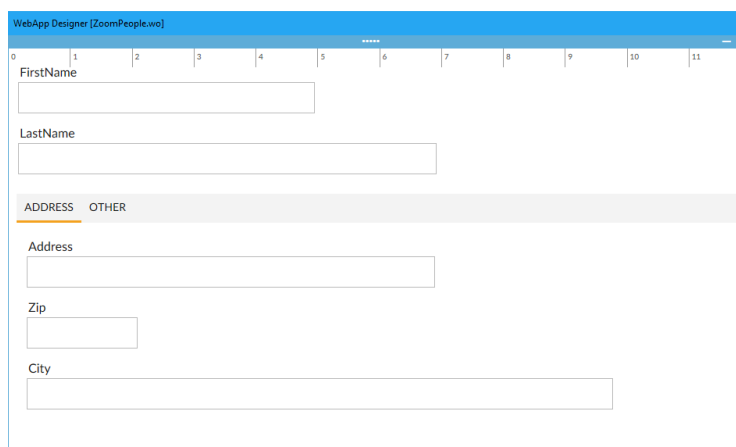 WebApp Designer [ZoomPeople.wo]
0 1 2 3 4 5 6 7 8 9 10 11
FirstName
LastName
ADDRESS OTHER
Address
Zip
City